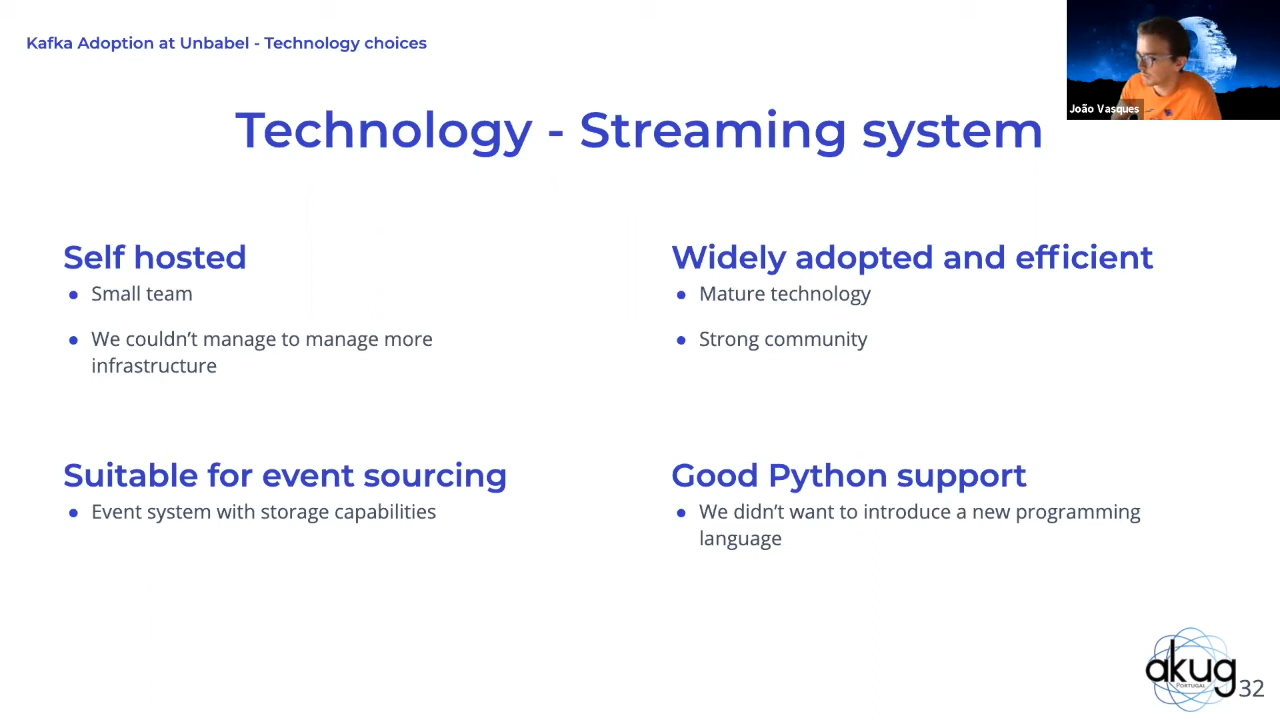 Kafka Adoption at Unbabel - Technology choices
João Vasques
Technology - Streaming system
Self hosted
● Small team
● We couldn’t manage to manage more
infrastructure
Widely adopted and efficient
● Mature technology
● Strong community
Suitable for event sourcing
● Event system with storage capabilities
Good Python support
● We didn’t want to introduce a new programming
language
akug
PORTUGAL
32